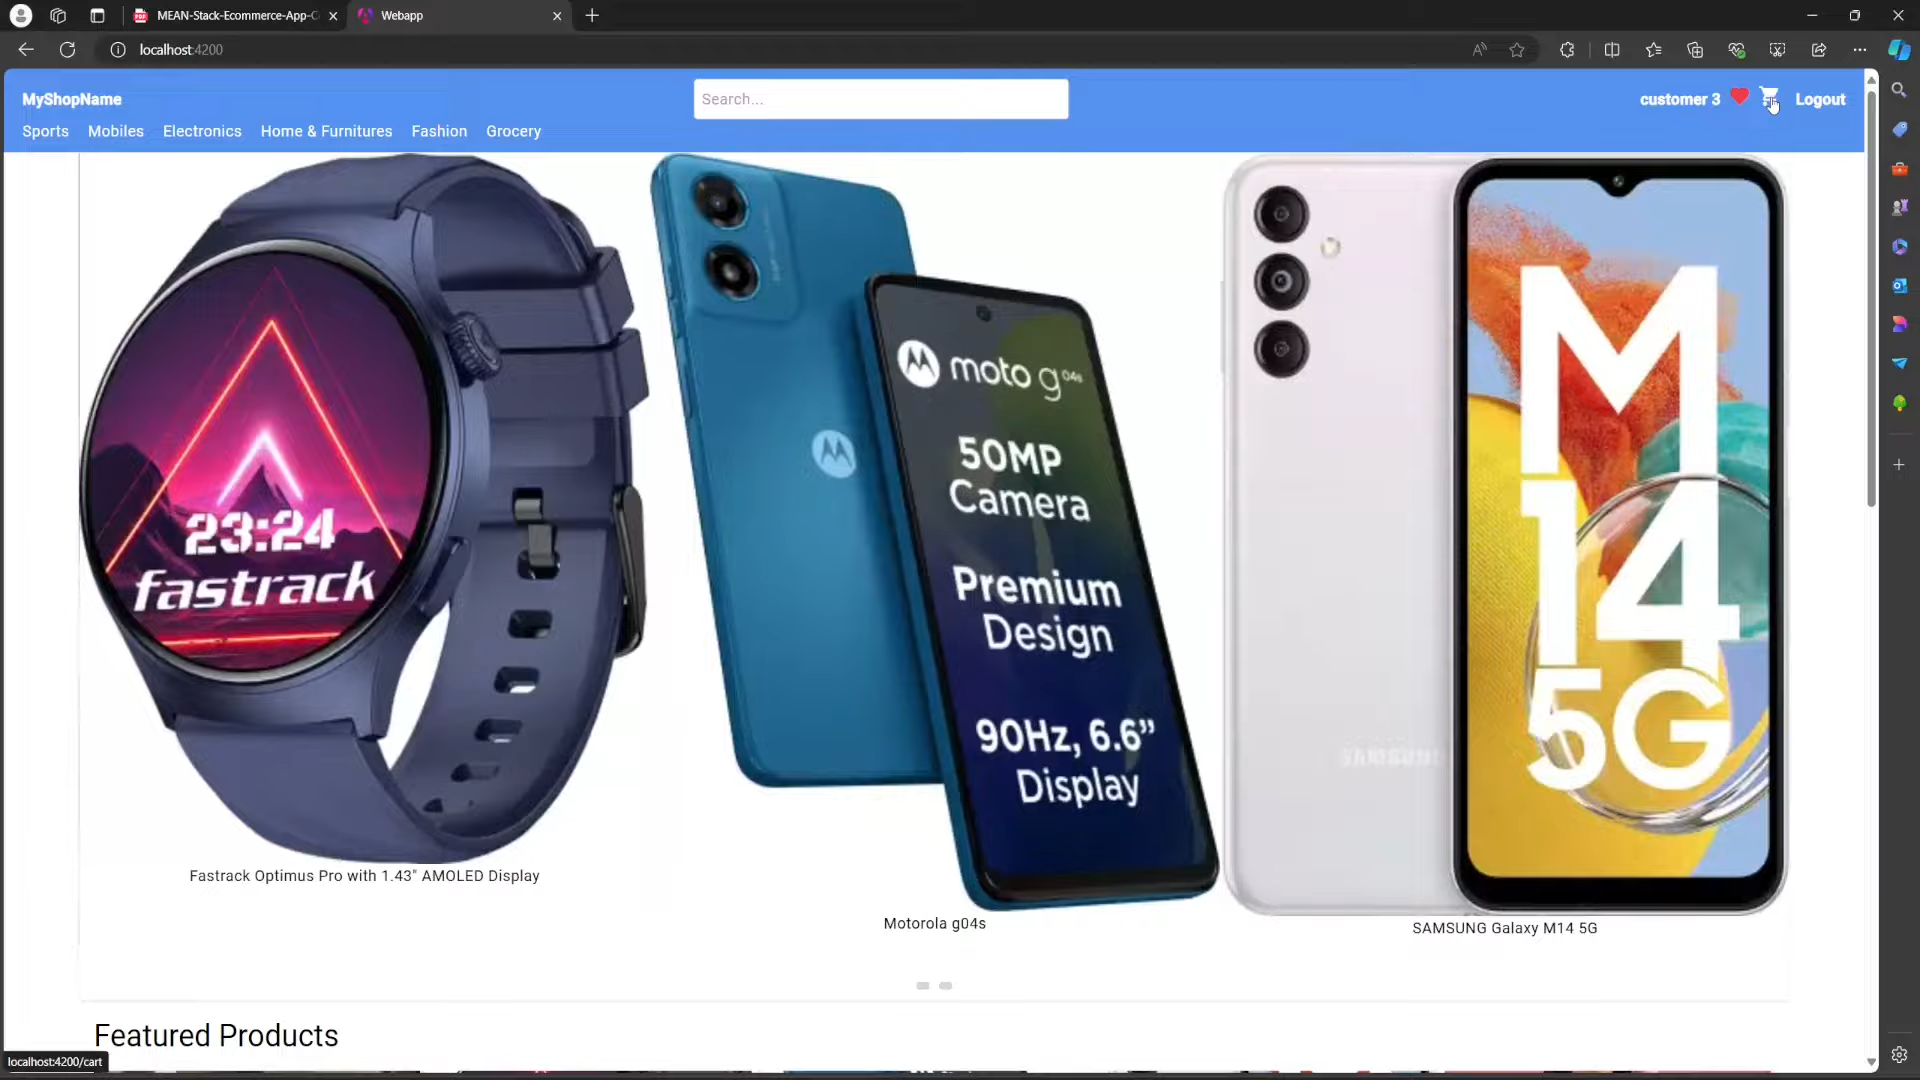 MEAN-Stack-Ecommerce-App-C
Webapp
localhost:4200
MyShopName
Search...
customer 3
Logout
Sports
Mobiles
Electronics
Home & Furnitures
Fashion
Grocery
23:24
fastrack
moto g04s
50MP
Camera
Premium
Design
90Hz, 6.6”
Display
SAMSUNG
M
14
5G
Fastrack Optimus Pro with 1.43" AMOLED Display
Motorola g04s
SAMSUNG Galaxy M14 5G
Featured Products
localhost:4200/cart